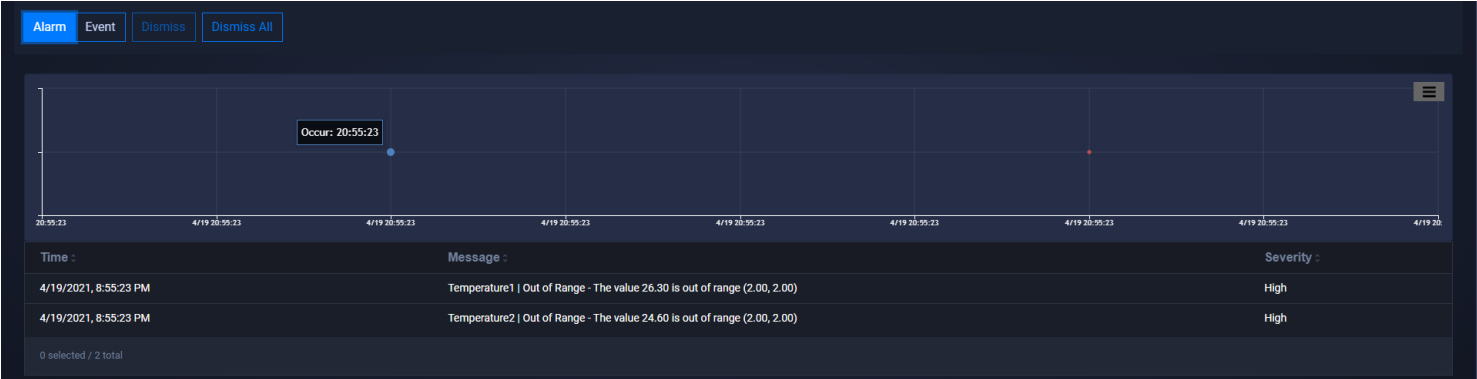 Alarm Event Dismiss Dismiss All
Occur: 20:55:23
20:55:23 4/19 20:55:23 4/19 20:55:23 4/19 20:55:23 4/19 20:55:23 4/19 20:55:23 4/19 20:55:23 4/19 20:55:23 4/19 20:
Time Message Severity
4/19/2021, 8:55:23 PM Temperature1 | Out of Range - The value 26.30 is out of range (2.00, 2.00) High
4/19/2021, 8:55:23 PM Temperature2 | Out of Range - The value 24.60 is out of range (2.00, 2.00) High
0 selected / 2 total